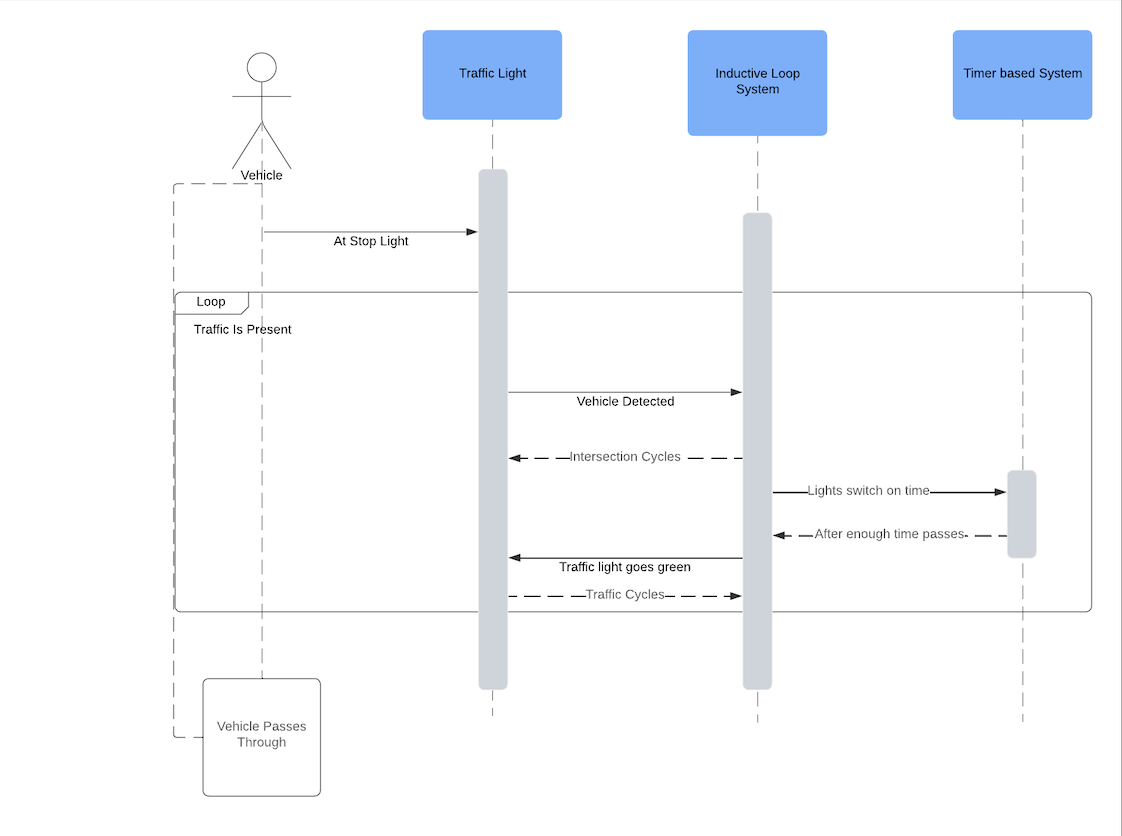 Traffic Light
Inductive Loop
System
Timer based System
Vehicle
At Stop Light
Loop
Traffic Is Present
Vehicle Detected
Intersection Cycles
Lights switch on time
After enough time passes
Traffic light goes green
Traffic Cycles
Vehicle Passes
Through